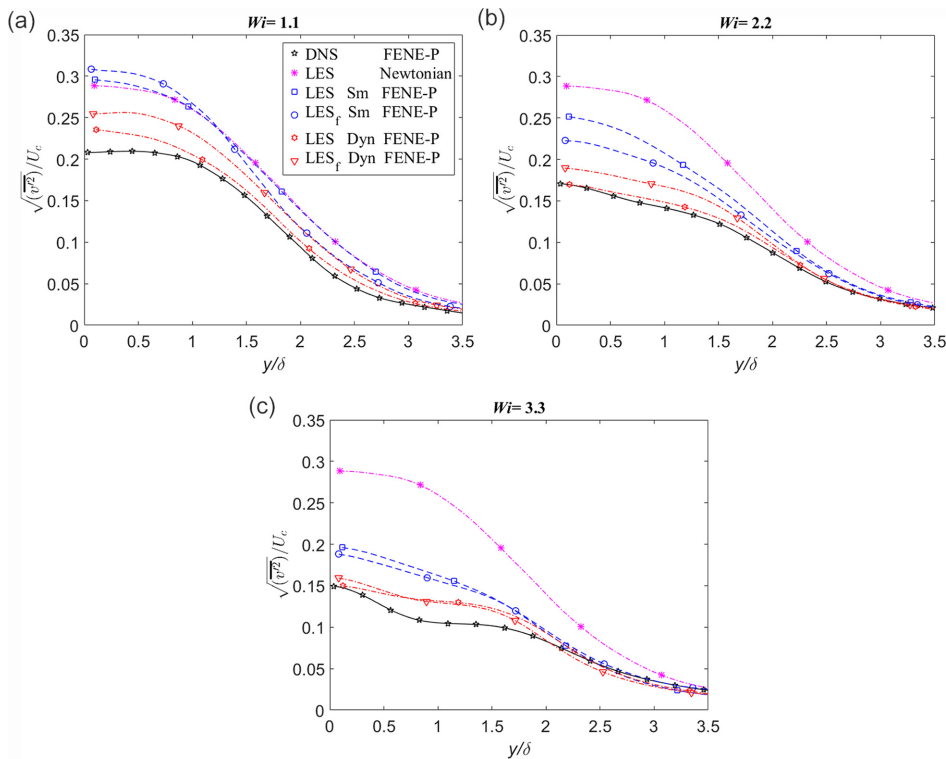 (a)
Wi= 1.1
0.35
0.3
0.25
0.2
0.15
0.1
0.05
0
√(v′²)/U_c
0 0.5 1 1.5 2 2.5 3 3.5
y/δ
DNS FENE-P
LES Newtonian
LES Sm FENE-P
LES_f Sm FENE-P
LES Dyn FENE-P
LES_f Dyn FENE-P
(b)
Wi= 2.2
0.35
0.3
0.25
0.2
0.15
0.1
0.05
0
√(v′²)/U_c
0 0.5 1 1.5 2 2.5 3 3.5
y/δ
(c)
Wi= 3.3
0.35
0.3
0.25
0.2
0.15
0.1
0.05
0
√(v′²)/U_c
0 0.5 1 1.5 2 2.5 3 3.5
y/δ